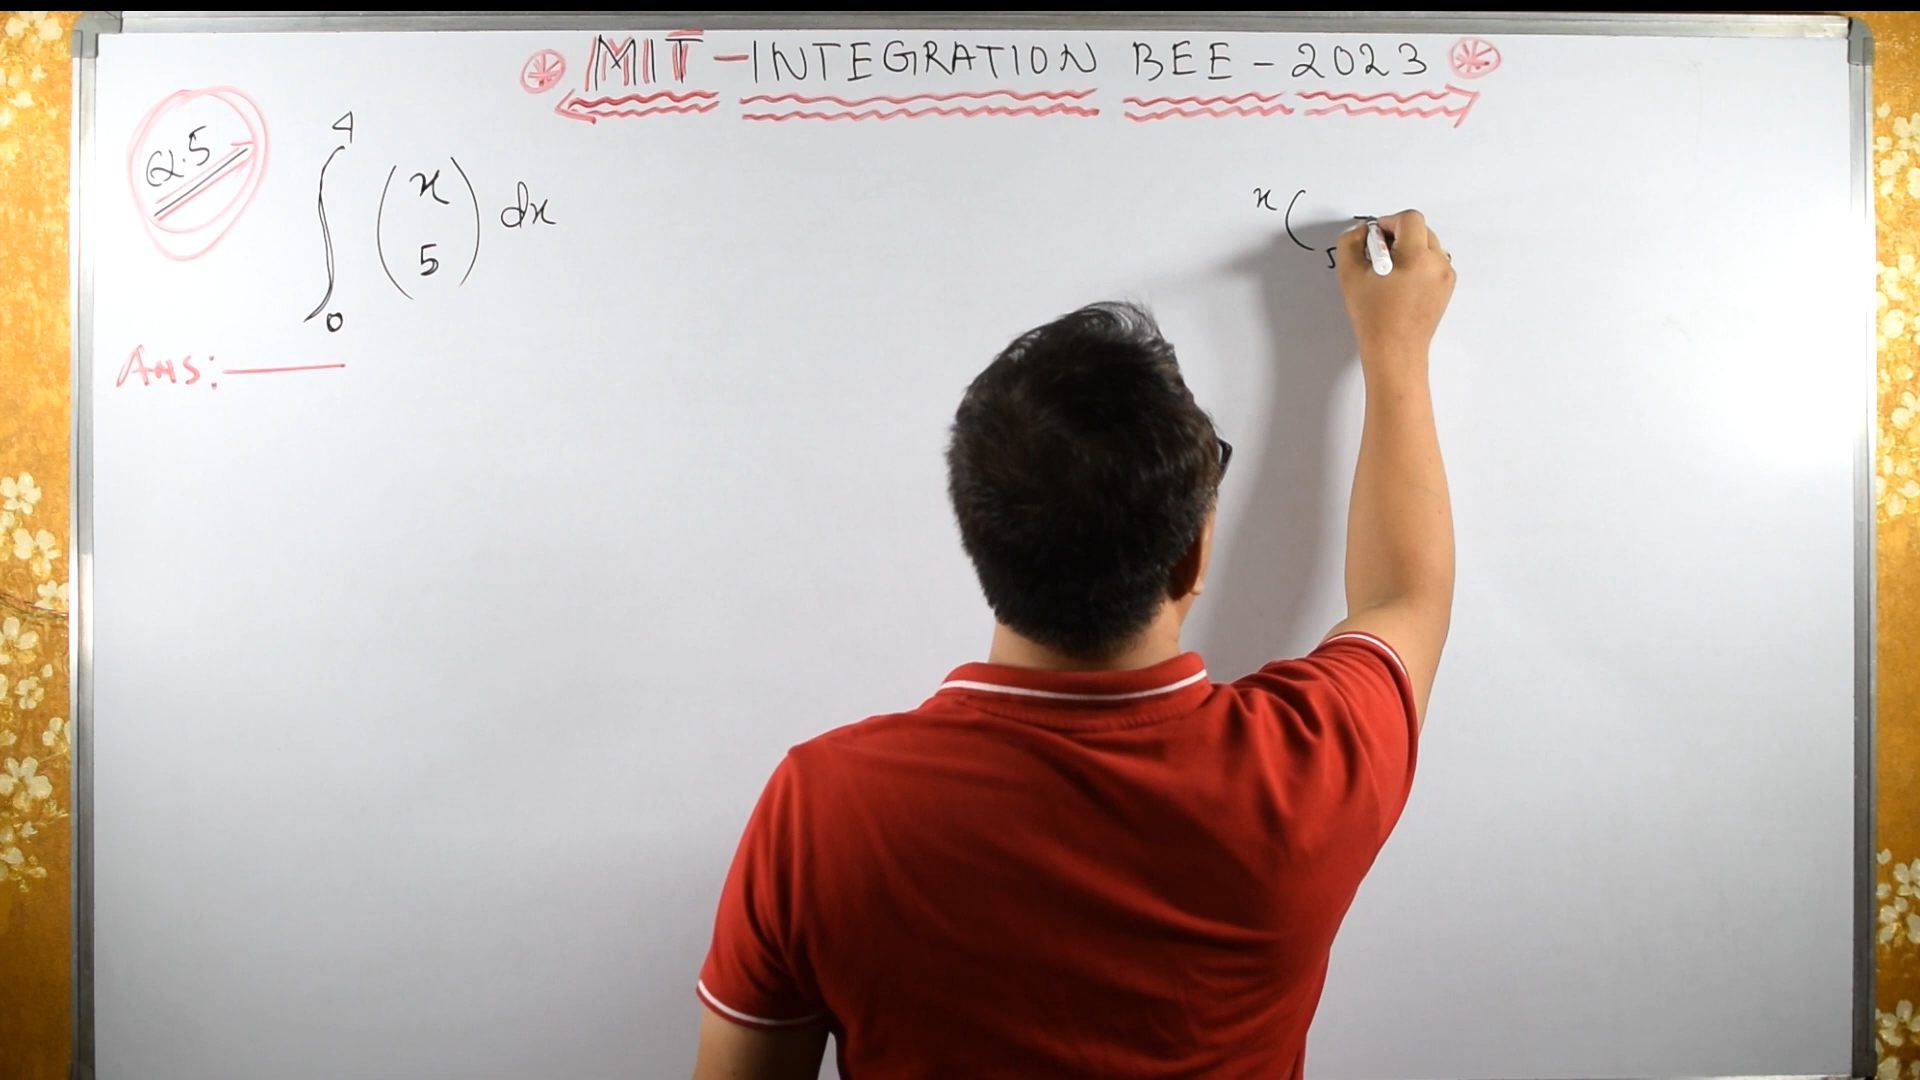 MIT - INTEGRATION BEE - 2023
Q.5 ∫₀⁴ (x 5) dx
x C 5
Ans: